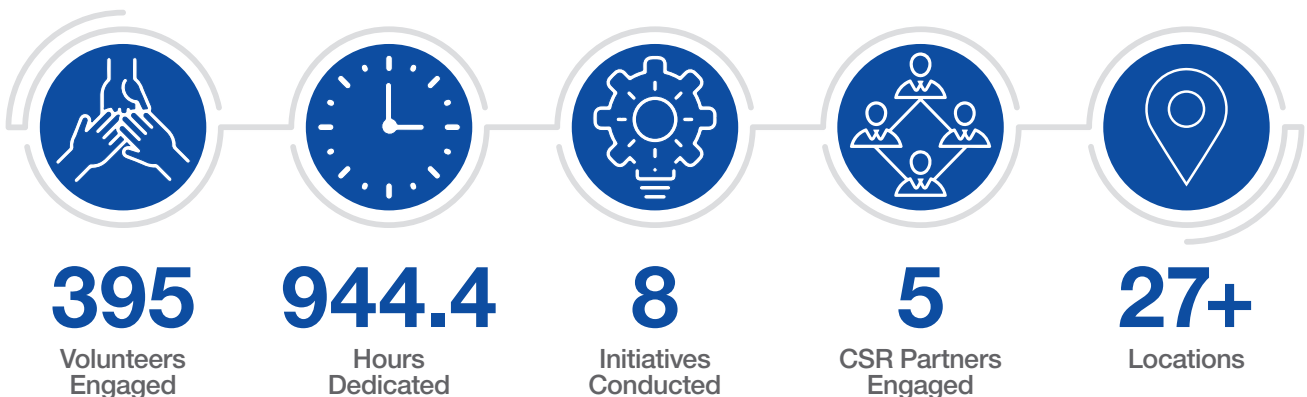 395
Volunteers
Engaged
944.4
Hours
Dedicated
8
Initiatives
Conducted
5
CSR Partners
Engaged
27+
Locations